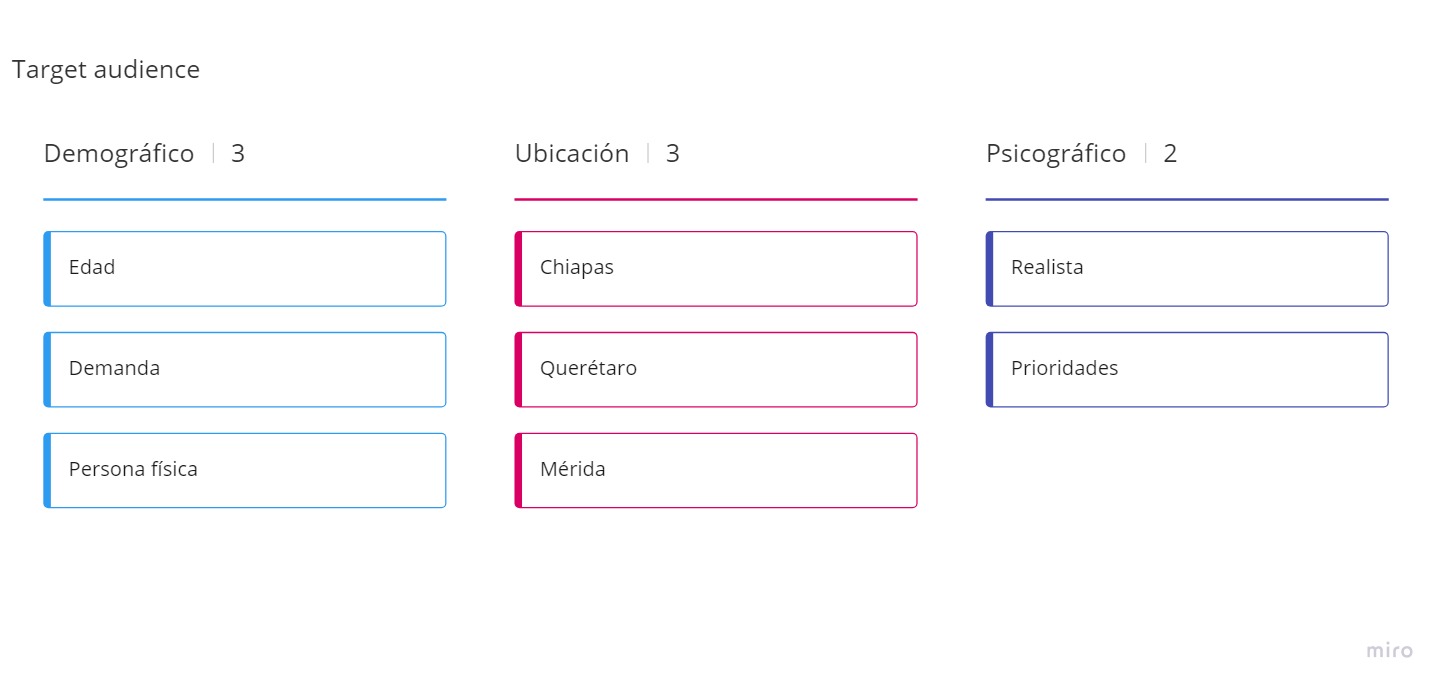 Target audience
Demográfico | 3
Edad
Demanda
Persona física
Ubicación | 3
Chiapas
Querétaro
Mérida
Psicográfico | 2
Realista
Prioridades
miro